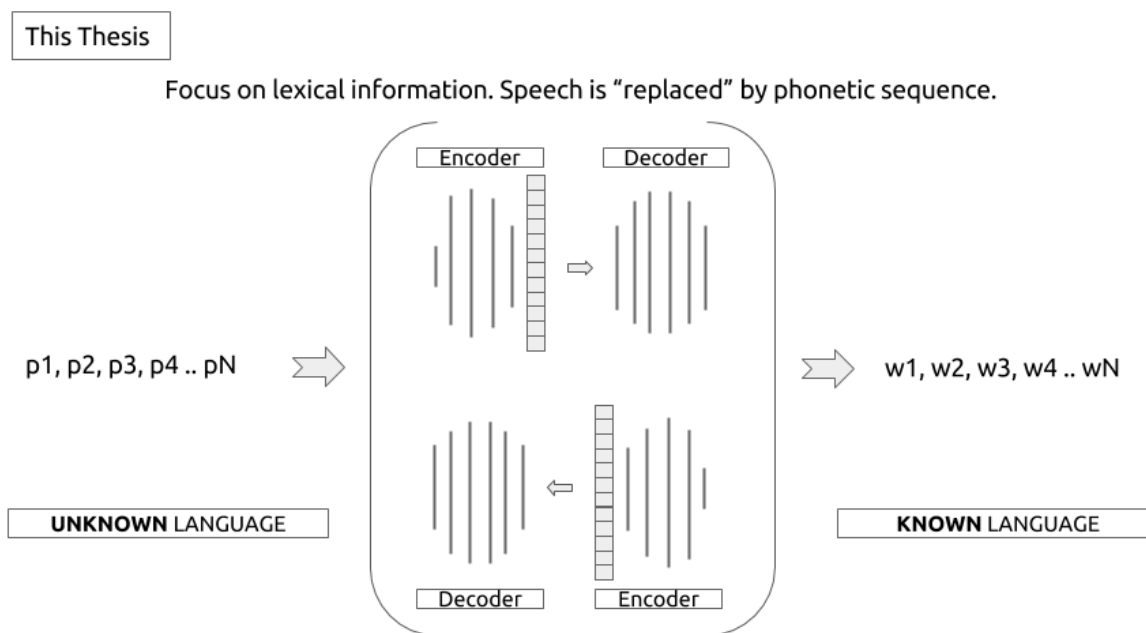 This Thesis
Focus on lexical information. Speech is “replaced” by phonetic sequence.
Encoder
Decoder
p1, p2, p3, p4 .. pN
w1, w2, w3, w4 .. wN
UNKNOWN LANGUAGE
KNOWN LANGUAGE
Decoder
Encoder